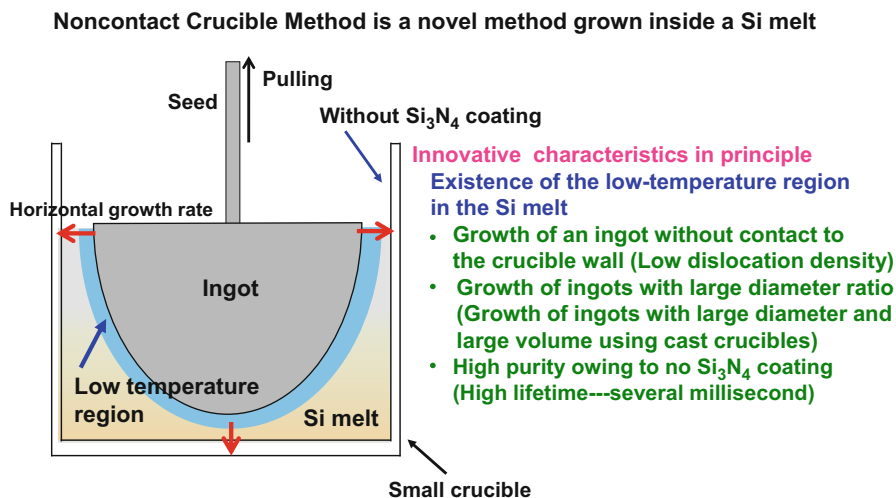 Noncontact Crucible Method is a novel method grown inside a Si melt
Pulling
Seed
Without Si₃N₄ coating
Innovative  characteristics in principle
Existence of the low-temperature region
in the Si melt
Horizontal growth rate
• Growth of an ingot without contact to
the crucible wall (Low dislocation density)
• Growth of ingots with large diameter ratio
(Growth of ingots with large diameter and
large volume using cast crucibles)
• High purity owing to no Si₃N₄ coating
(High lifetime---several millisecond)
Ingot
Low temperature
region
Si melt
Small crucible